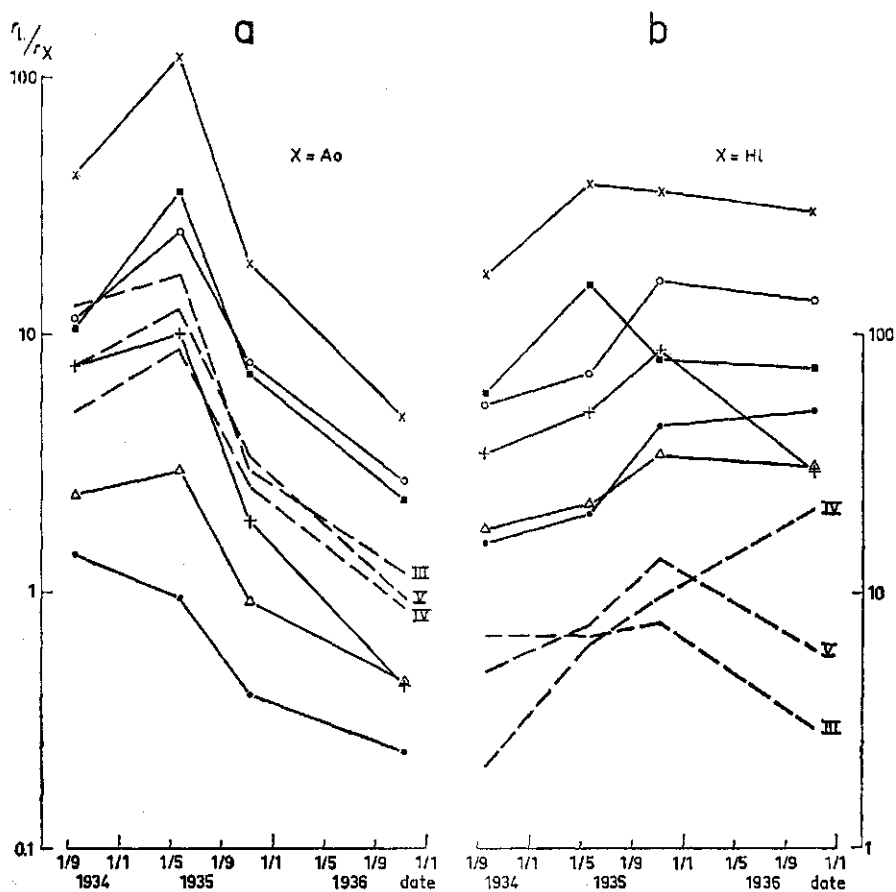 a b
rL/rX
100
X = Ao X = Hl
10 100
IV
III
V
IV
1 10
V
III
0.1 1
1/9 1/1 1/5 1/9 1/1 1/5 1/9 1/1 1/9 1/1 1/5 1/9 1/1 1/5 1/9 1/1
1934 1935 1936 date 1934 1935 1936 date